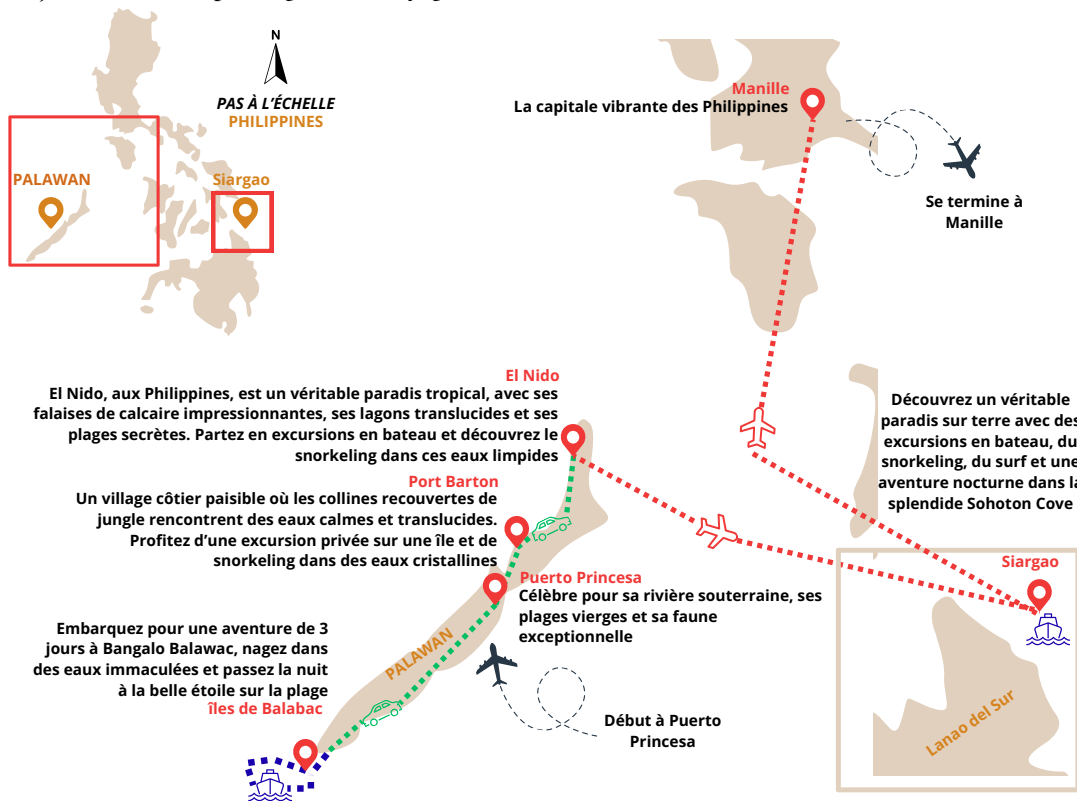 N
PAS À L'ÉCHELLE
PHILIPPINES
PALAWAN
Siargao
Manille
La capitale vibrante des Philippines
Se termine à
Manille
El Nido
El Nido, aux Philippines, est un véritable paradis tropical, avec ses
falaises de calcaire impressionnantes, ses lagons translucides et ses
plages secrètes. Partez en excursions en bateau et découvrez le
snorkeling dans ces eaux limpides
Découvrez un véritable
paradis sur terre avec des
excursions en bateau, du
snorkeling, du surf et une
aventure nocturne dans la
splendide Sohoton Cove
Port Barton
Un village côtier paisible où les collines recouvertes de
jungle rencontrent des eaux calmes et translucides.
Profitez d'une excursion privée sur une île et de
snorkeling dans des eaux cristallines
Siargao
Puerto Princesa
Célèbre pour sa rivière souterraine, ses
plages vierges et sa faune
exceptionnelle
Embarquez pour une aventure de 3
jours à Bangalo Balawac, nagez dans
des eaux immaculées et passez la nuit
à la belle étoile sur la plage
îles de Balabac
PALAWAN
Début à Puerto
Princesa
Lanao del Sur